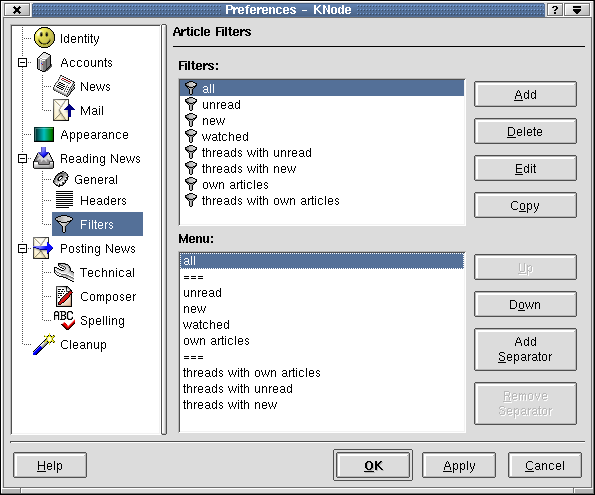 Preferences - KNode
?
Identity
Accounts
News
Mail
Appearance
Reading News
General
Headers
Filters
Posting News
Technical
Composer
ABC
Spelling
Cleanup
Article Filters
Filters:
all
unread
new
watched
threads with unread
threads with new
own articles
threads with own articles
Add
Delete
Edit
Copy
Menu:
all
===
unread
new
watched
own articles
===
threads with own articles
threads with unread
threads with new
Up
Down
Add
Separator
Remove
Separator
Help
OK
Apply
Cancel